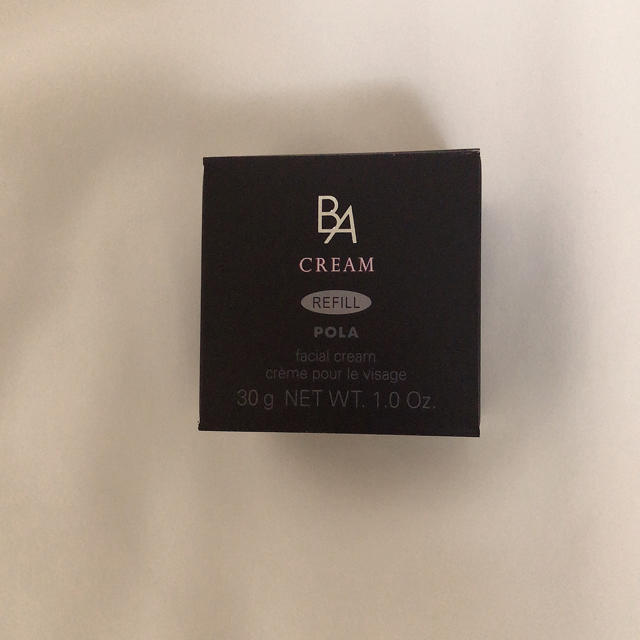 BA
CREAM
REFILL
POLA
facial cream
crème pour le visage
30 g NET WT. 1.0 Oz.